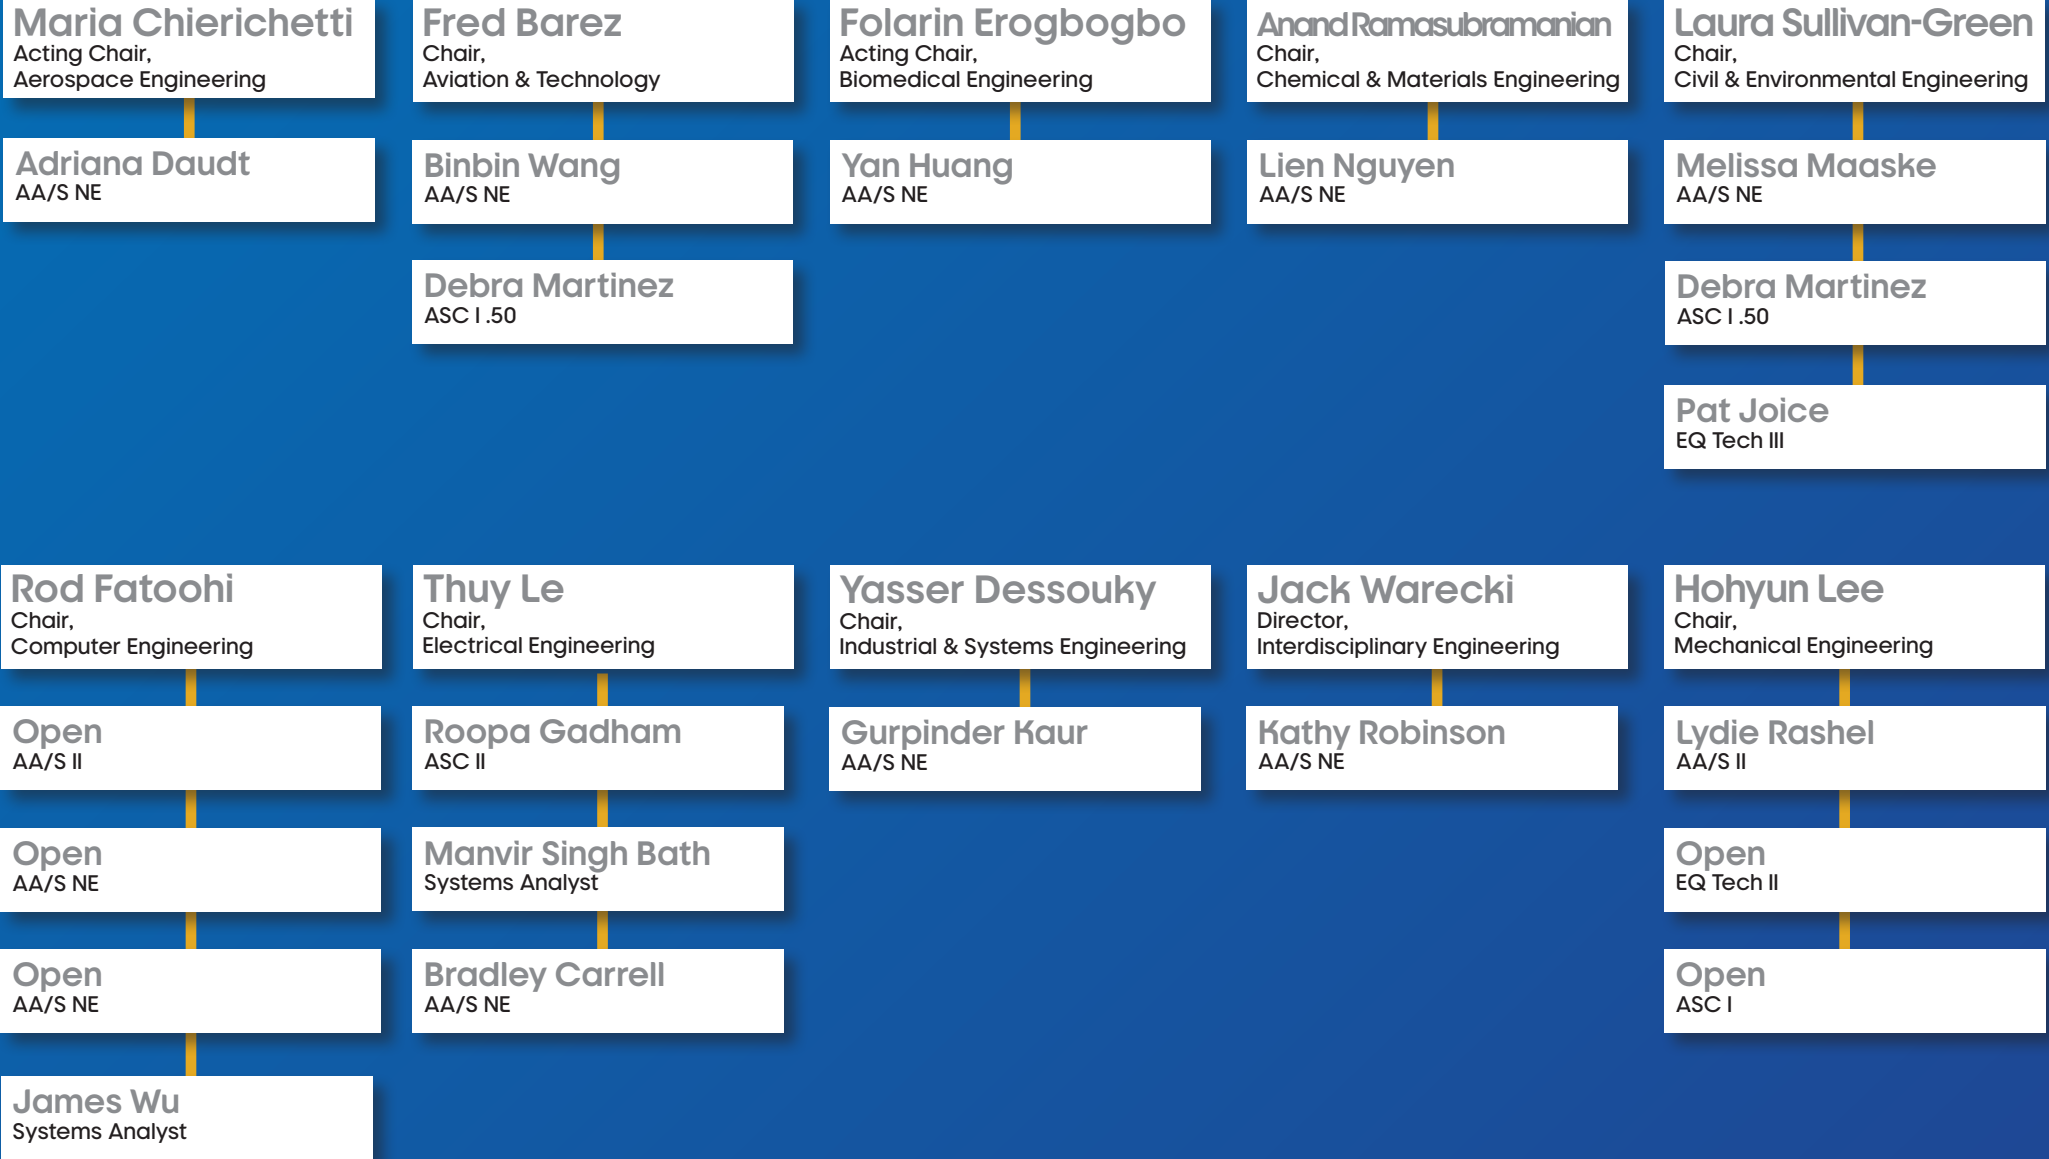 Maria Chierichetti
Acting Chair,
Aerospace Engineering
Adriana Daudt
AA/S NE
Fred Barez
Chair,
Aviation & Technology
Binbin Wang
AA/S NE
Debra Martinez
ASC I .50
Folarin Erogbogbo
Acting Chair,
Biomedical Engineering
Yan Huang
AA/S NE
Anand Ramasubramanian
Chair,
Chemical & Materials Engineering
Lien Nguyen
AA/S NE
Laura Sullivan-Green
Chair,
Civil & Environmental Engineering
Melissa Maaske
AA/S NE
Debra Martinez
ASC I .50
Pat Joice
EQ Tech III
Rod Fatoohi
Chair,
Computer Engineering
Open
AA/S II
Open
AA/S NE
Open
AA/S NE
James Wu
Systems Analyst
Thuy Le
Chair,
Electrical Engineering
Roopa Gadham
ASC II
Manvir Singh Bath
Systems Analyst
Bradley Carrell
AA/S NE
Yasser Dessouky
Chair,
Industrial & Systems Engineering
Gurpinder Kaur
AA/S NE
Jack Warecki
Director,
Interdisciplinary Engineering
Kathy Robinson
AA/S NE
Hohyun Lee
Chair,
Mechanical Engineering
Lydie Rashel
AA/S II
Open
EQ Tech II
Open
ASC I